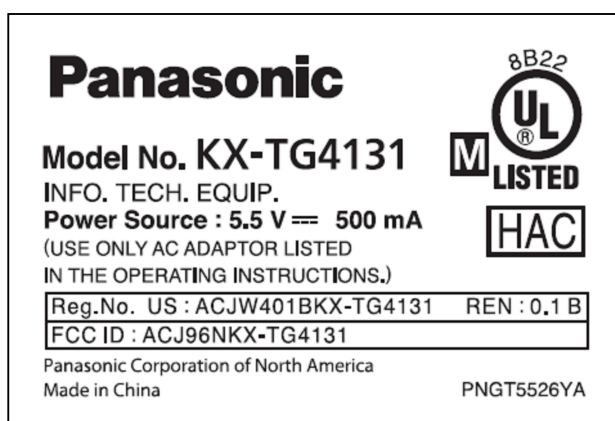 Panasonic
8B22
UL
®
LISTED
Model No. KX-TG4131
M
INFO. TECH. EQUIP.
Power Source : 5.5 V⎓ 500 mA
HAC
(USE ONLY AC ADAPTOR LISTED
IN THE OPERATING INSTRUCTIONS.)
Reg.No. US : ACJW401BKX-TG4131 REN : 0.1 B
FCC ID : ACJ96NKX-TG4131
Panasonic Corporation of North America
Made in China PNGT5526YA